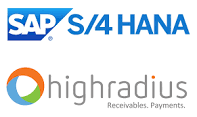 SAP S/4 HANA
highradius
Receivables. Payments.